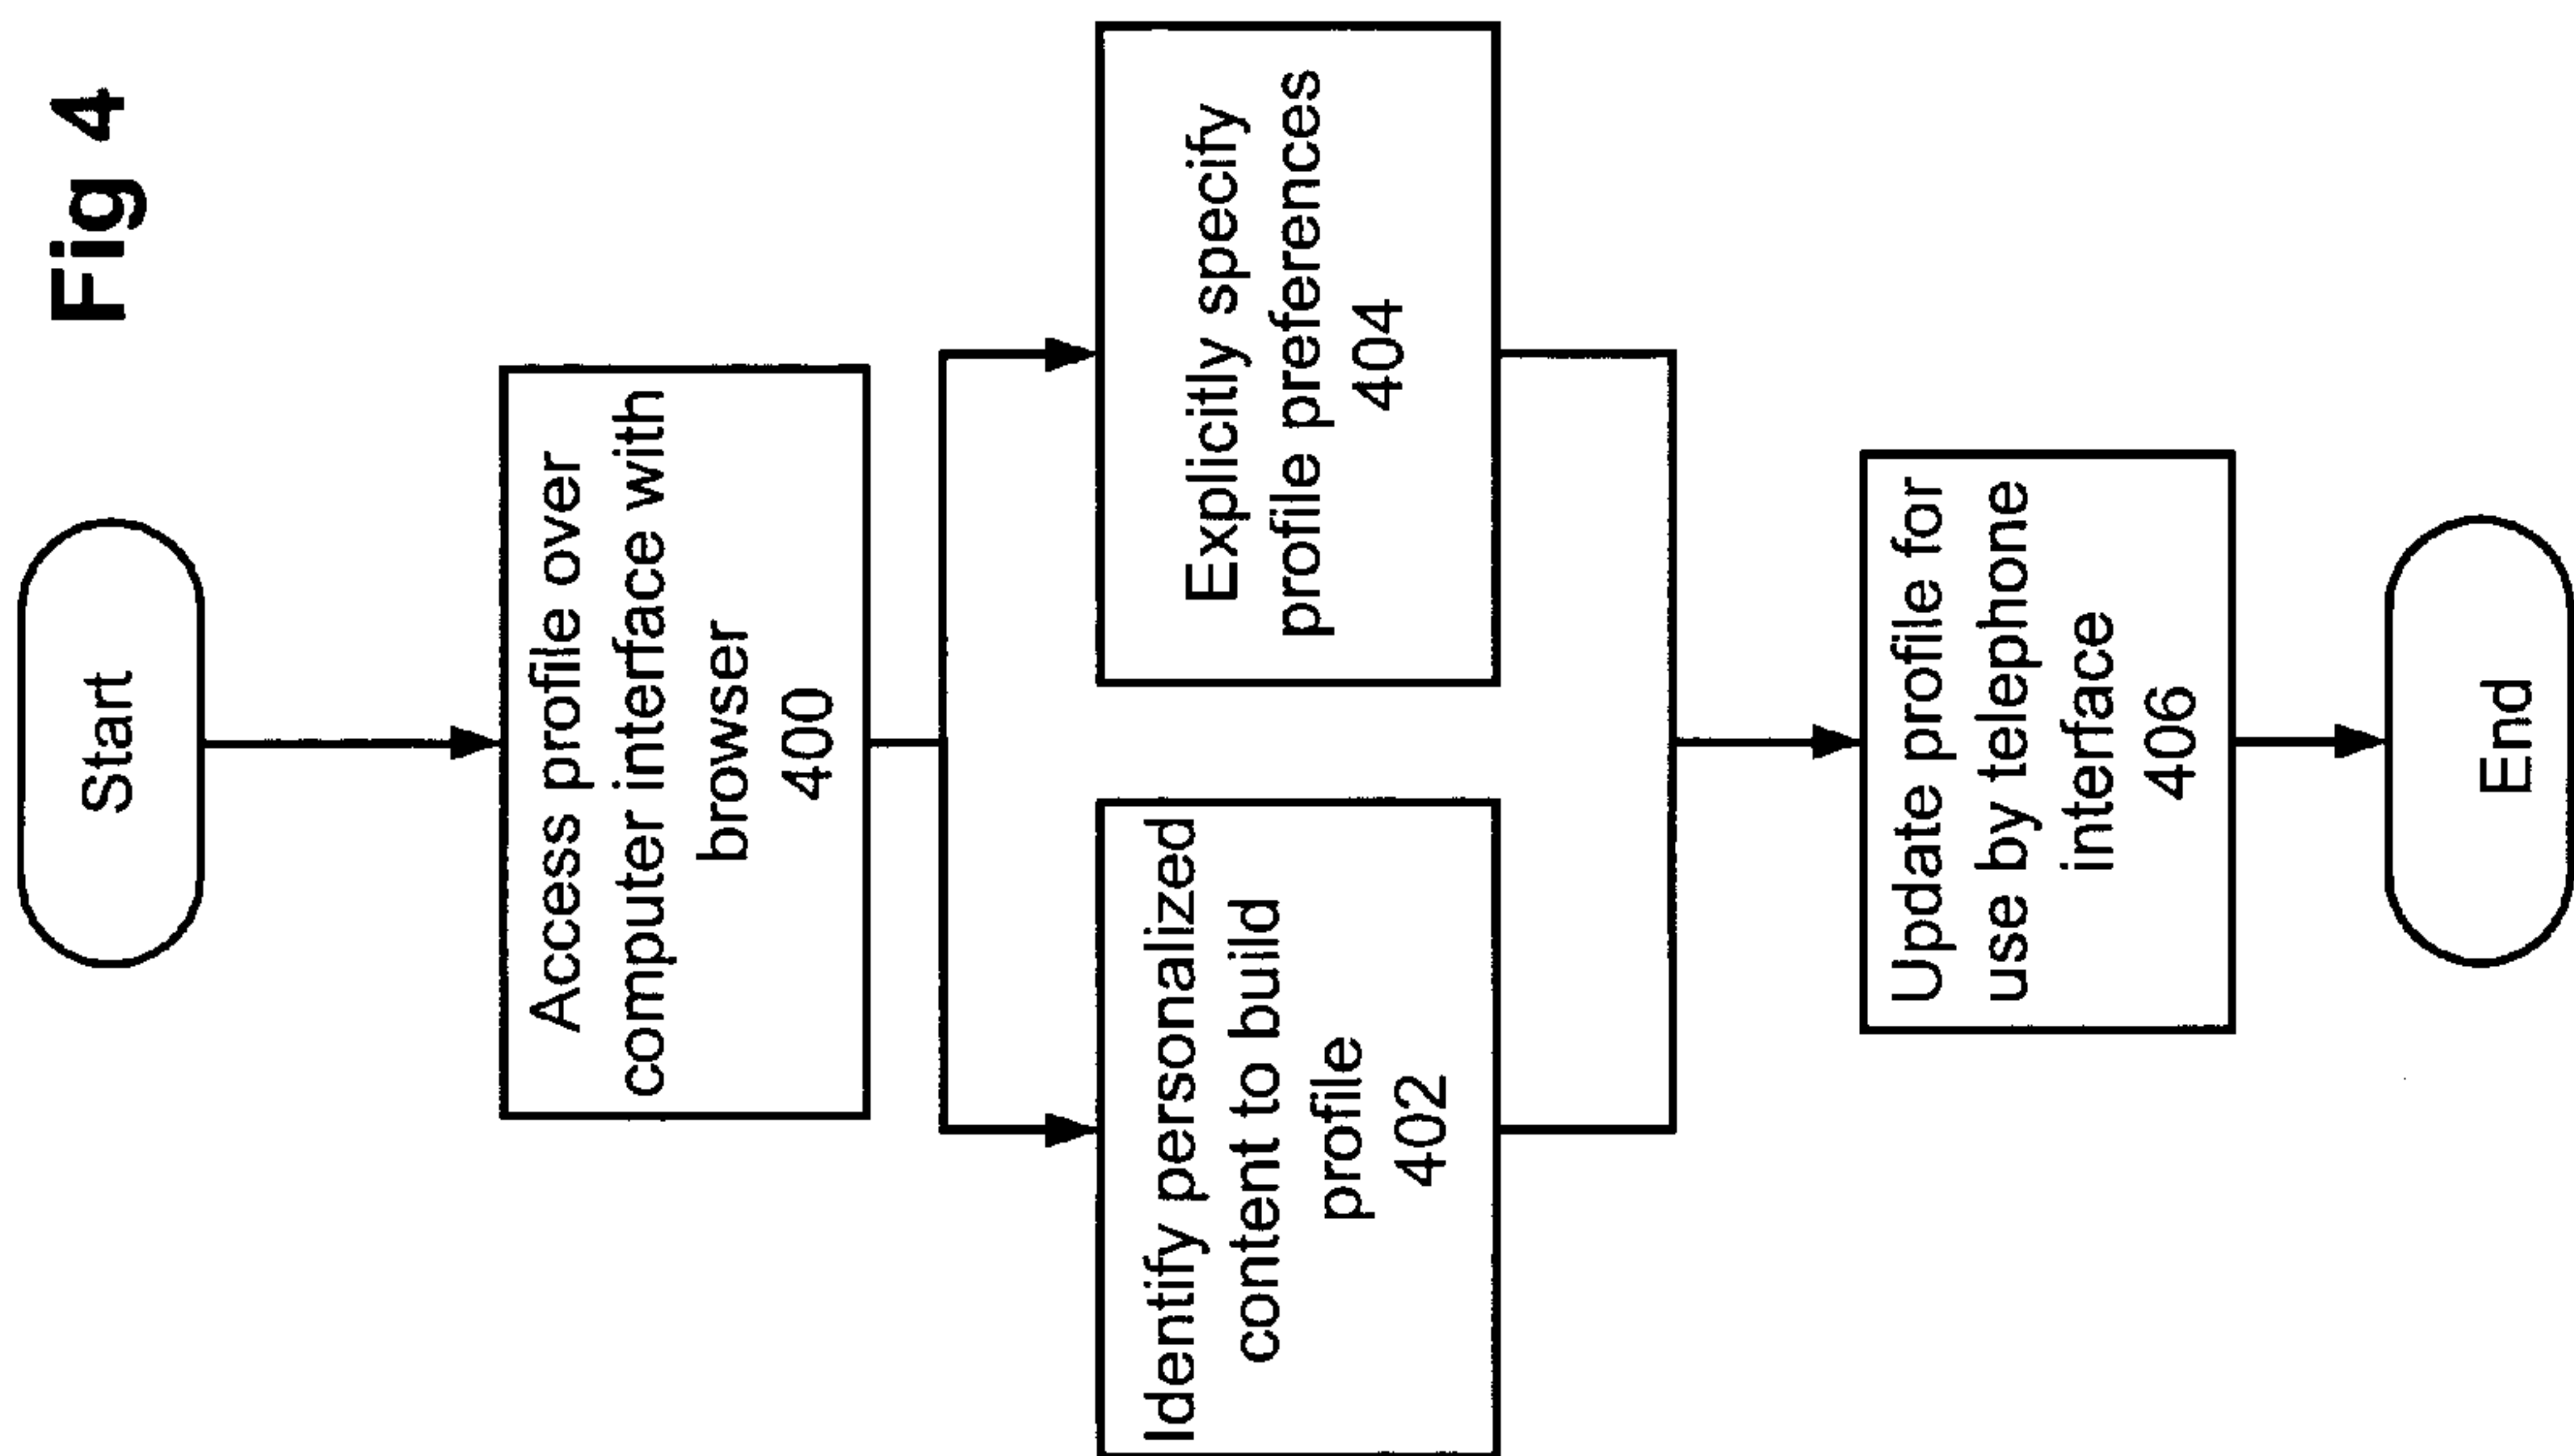 Fig 4
Start
Access profile over
computer interface with
browser
400
Identify personalized
content to build
profile
402
Explicitly specify
profile preferences
404
Update profile for
use by telephone
interface
406
End